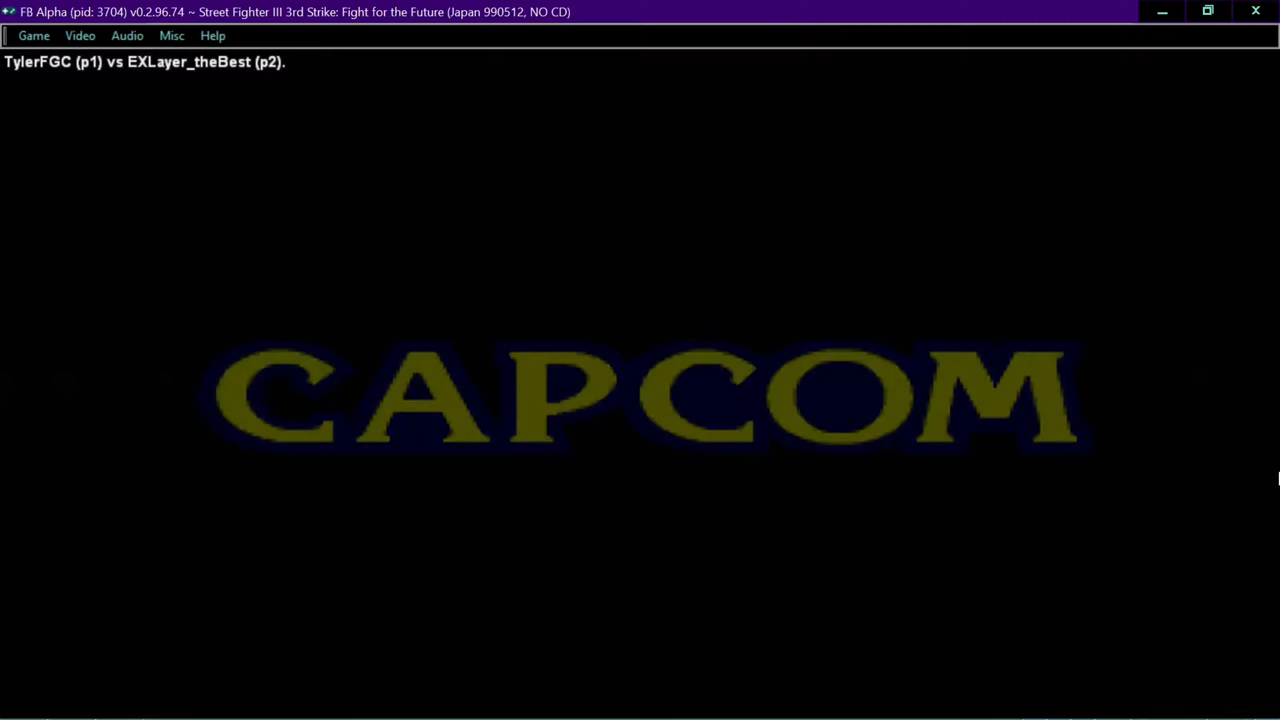 FB Alpha (pid: 3704) v0.2.96.74 ~ Street Fighter III 3rd Strike: Fight for the Future (Japan 990512, NO CD)
Game Video Audio Misc Help
TylerFGC (p1) vs EXLayer_theBest (p2).
CAPCOM